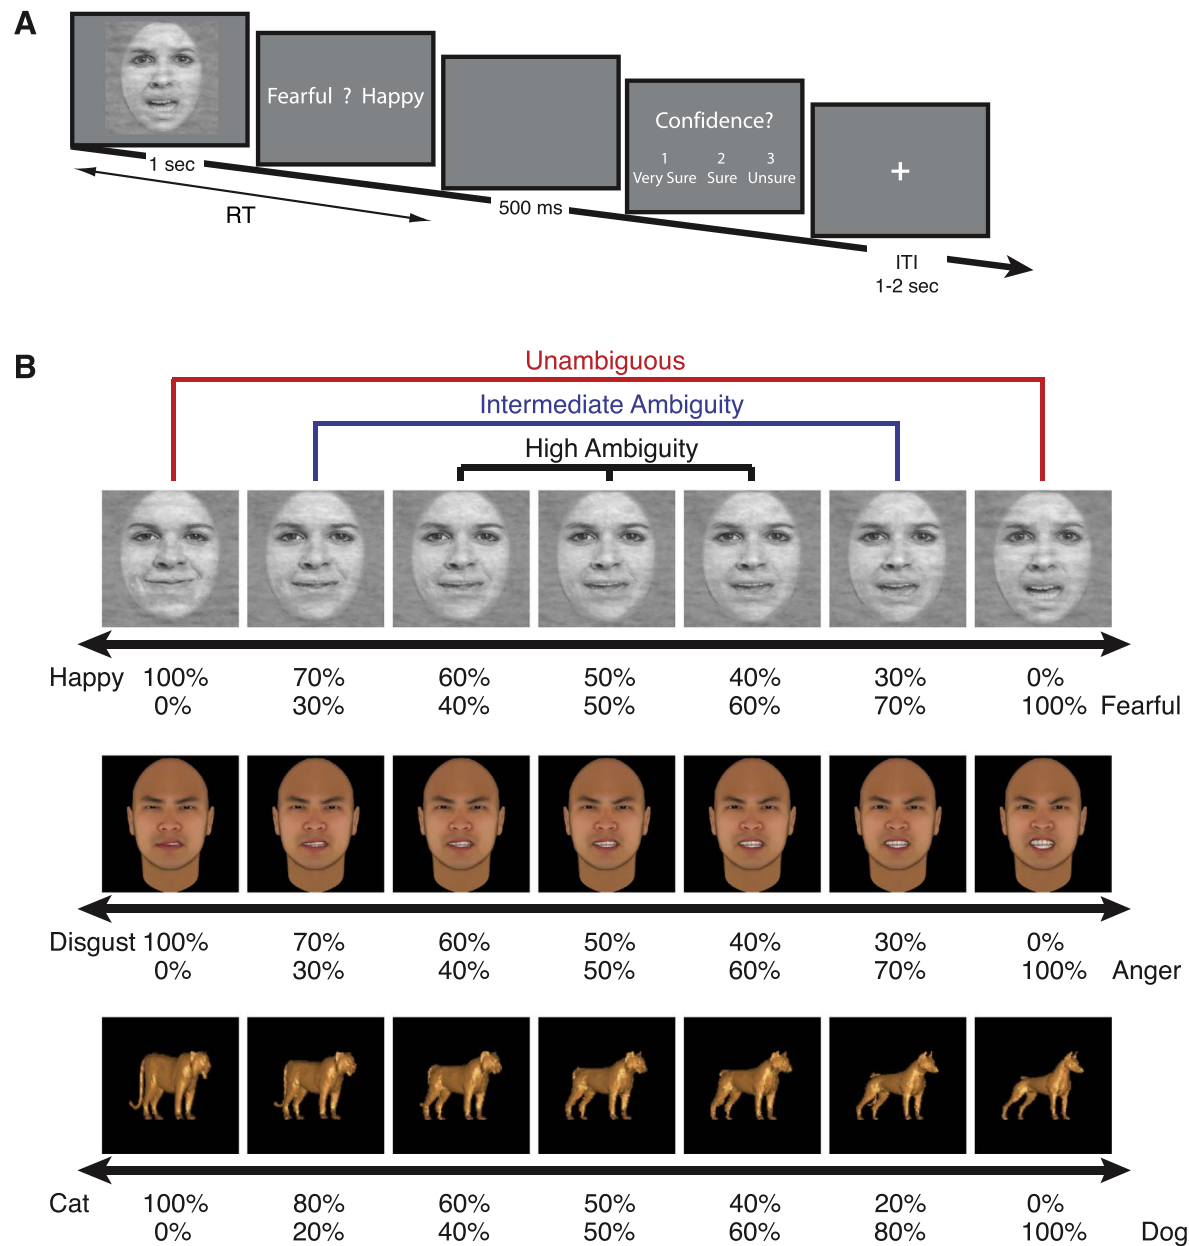 A
Fearful ? Happy
Confidence?
1 2 3
Very Sure Sure Unsure
+
1 sec
RT
500 ms
ITI
1-2 sec
B
Unambiguous
Intermediate Ambiguity
High Ambiguity
Happy 100% 70% 60% 50% 40% 30% 0%
0% 30% 40% 50% 60% 70% 100% Fearful
Disgust 100% 70% 60% 50% 40% 30% 0%
0% 30% 40% 50% 60% 70% 100% Anger
Cat 100% 80% 60% 50% 40% 20% 0%
0% 20% 40% 50% 60% 80% 100% Dog